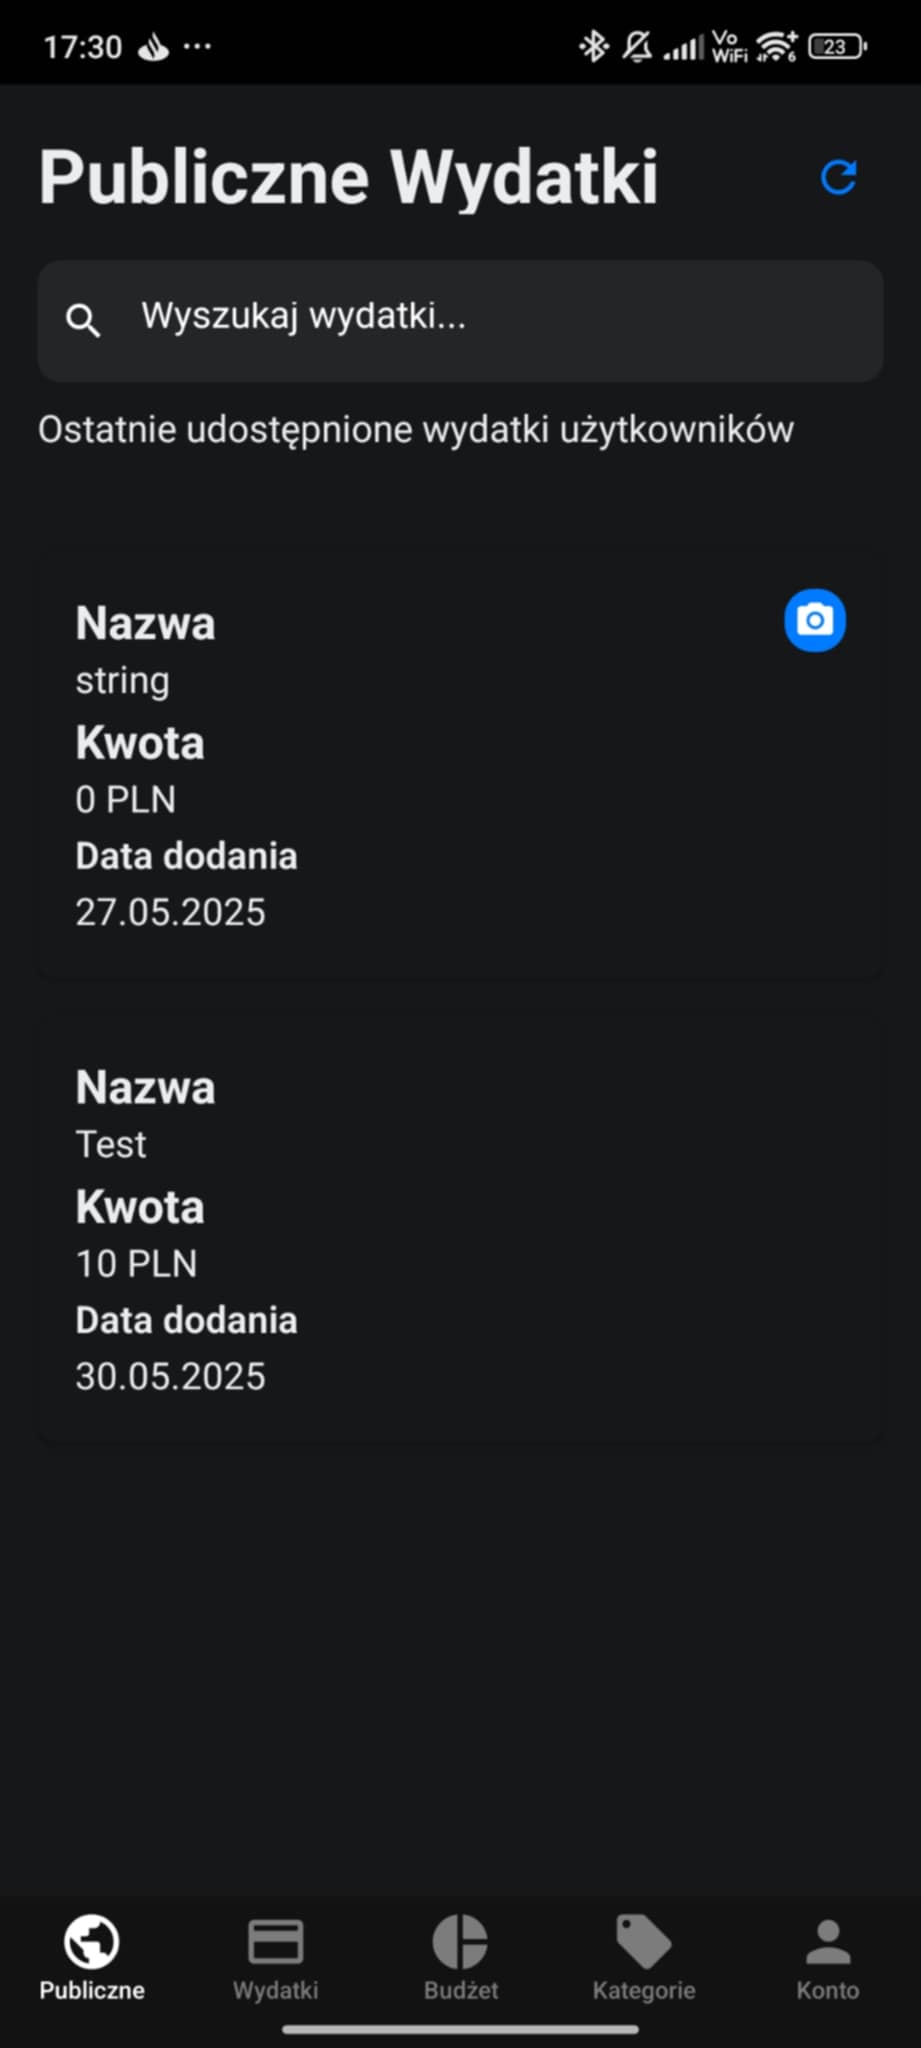 17:30
Vo
WiFi
6
23
Publiczne Wydatki
Wyszukaj wydatki...
Ostatnie udostępnione wydatki użytkowników
Nazwa
string
Kwota
0 PLN
Data dodania
27.05.2025
Nazwa
Test
Kwota
10 PLN
Data dodania
30.05.2025
Publiczne
Wydatki
Budżet
Kategorie
Konto